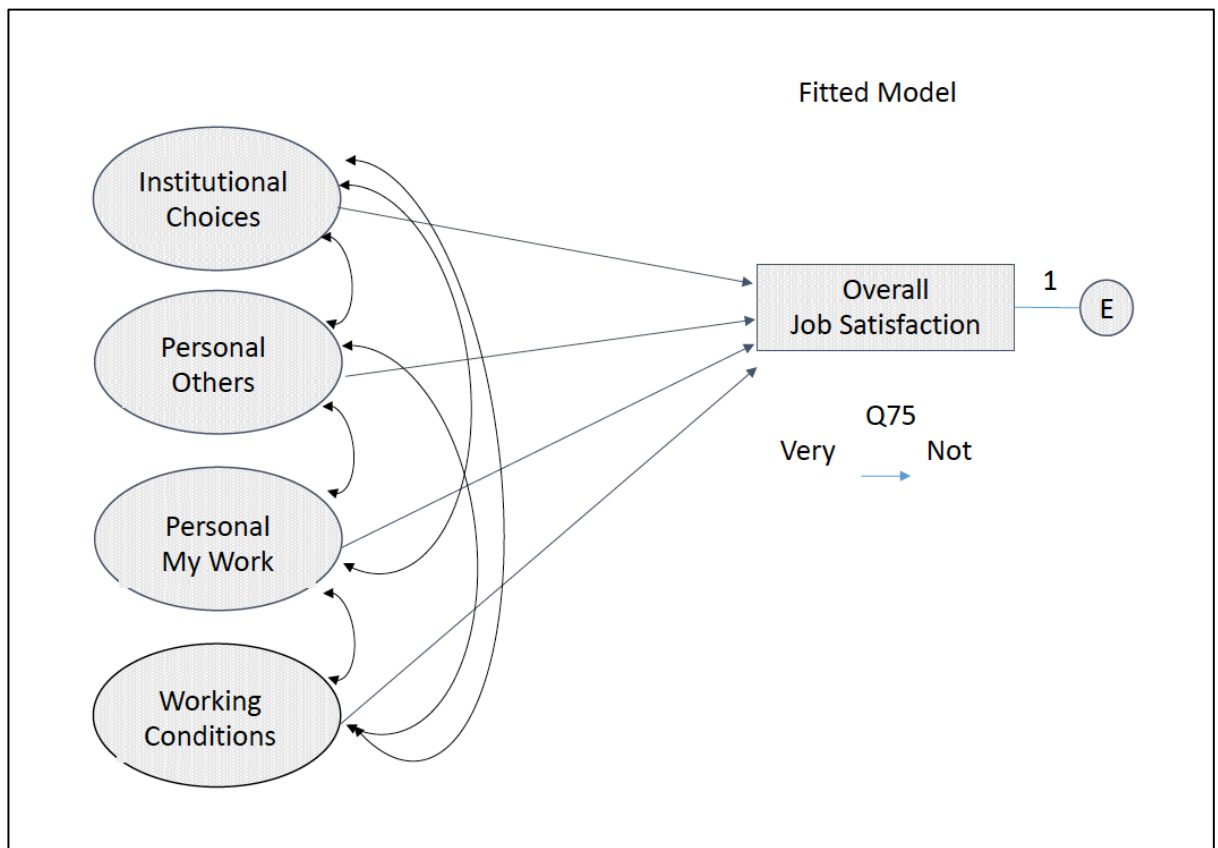 Fitted Model
Institutional
Choices
Personal
Others
Personal
My Work
Working
Conditions
Overall
Job Satisfaction
1
E
Q75
Very Not